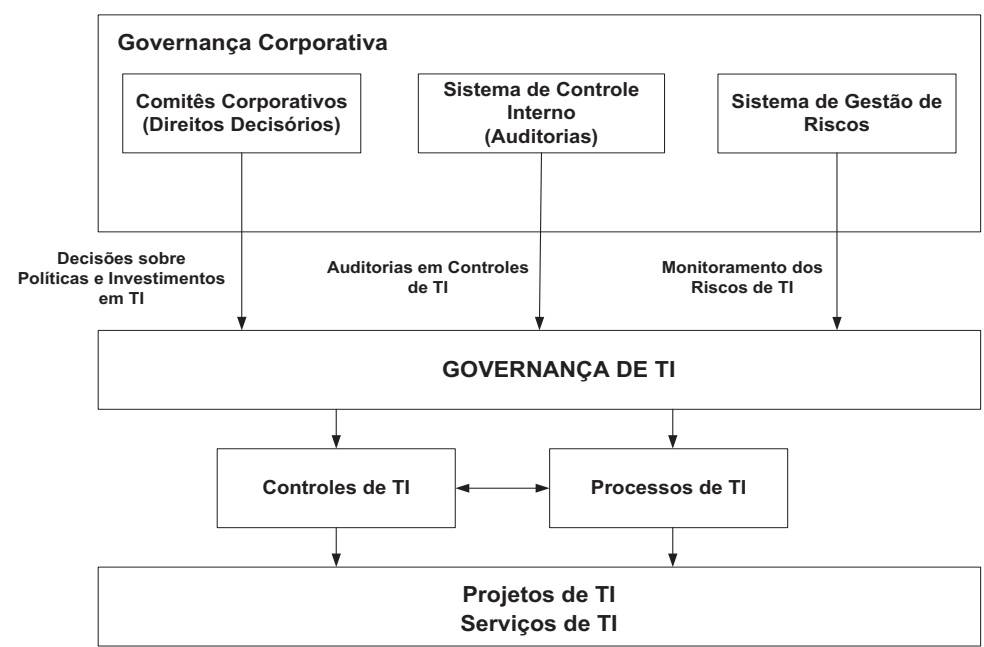 Governança Corporativa
Comitês Corporativos
(Direitos Decisórios)
Sistema de Controle
Interno
(Auditorias)
Sistema de Gestão de
Riscos
Decisões sobre
Políticas e Investimentos
em TI
Auditorias em Controles
de TI
Monitoramento dos
Riscos de TI
GOVERNANÇA DE TI
Controles de TI
Processos de TI
Projetos de TI
Serviços de TI